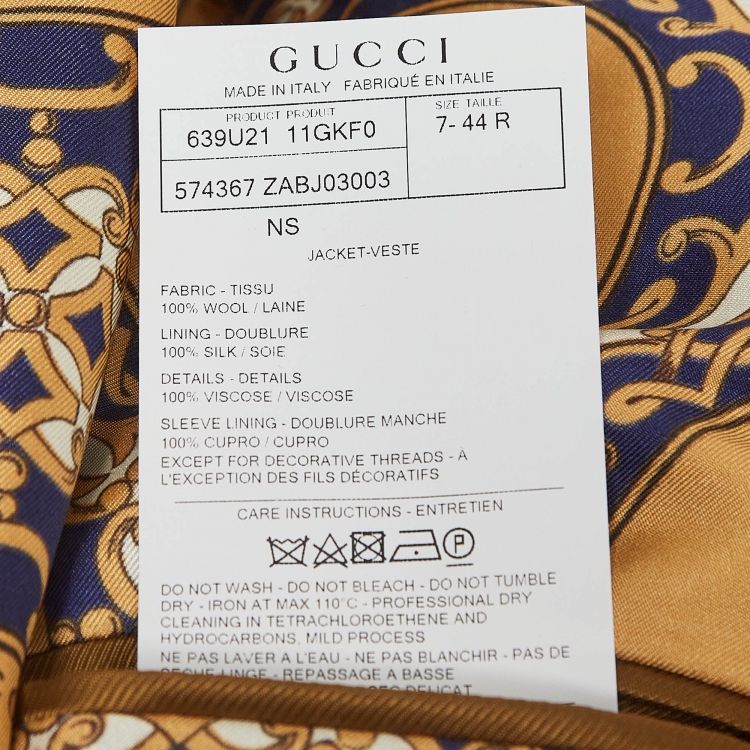 GUCCI
MADE IN ITALY FABRIQUÉ EN ITALIE
PRODUCT PRODUIT
639U21 11GKF0
SIZE TAILLE
7- 44 R
574367 ZABJ03003
NS
JACKET-VESTE
FABRIC - TISSU
100% WOOL / LAINE
LINING - DOUBLURE
100% SILK / SOIE
DETAILS - DETAILS
100% VISCOSE / VISCOSE
SLEEVE LINING - DOUBLURE MANCHE
100% CUPRO / CUPRO
EXCEPT FOR DECORATIVE THREADS - À
L'EXCEPTION DES FILS DÉCORATIFS
CARE INSTRUCTIONS - ENTRETIEN
P
DO NOT WASH - DO NOT BLEACH - DO NOT TUMBLE
DRY - IRON AT MAX 110°C - PROFESSIONAL DRY
CLEANING IN TETRACHLOROETHENE AND
HYDROCARBONS, MILD PROCESS
NE PAS LAVER A L'EAU - NE PAS BLANCHIR - PAS DE
SÈCHE-LINGE - REPASSAGE A BASSE
DELICAT